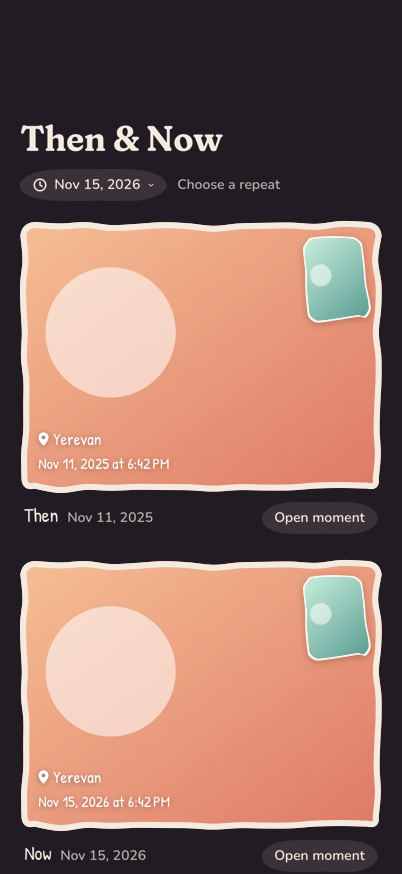 Then & Now
Nov 15, 2026 Choose a repeat
Yerevan
Nov 11, 2025 at 6:42 PM
Then Nov 11, 2025 Open moment
Yerevan
Nov 15, 2026 at 6:42 PM
Now Nov 15, 2026 Open moment